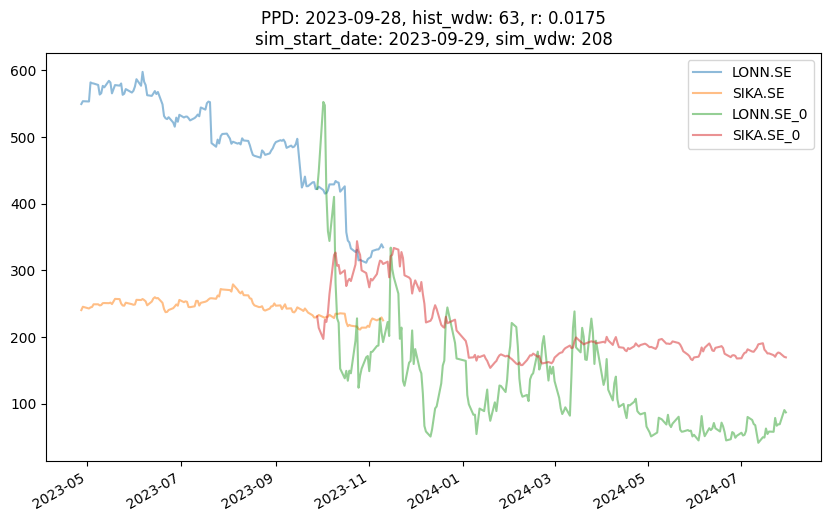 PPD: 2023-09-28, hist_wdw: 63, r: 0.0175
sim_start_date: 2023-09-29, sim_wdw: 208
LONN.SE
SIKA.SE
LONN.SE_0
SIKA.SE_0
600
500
400
300
200
100
2023-05
2023-07
2023-09
2023-11
2024-01
2024-03
2024-05
2024-07